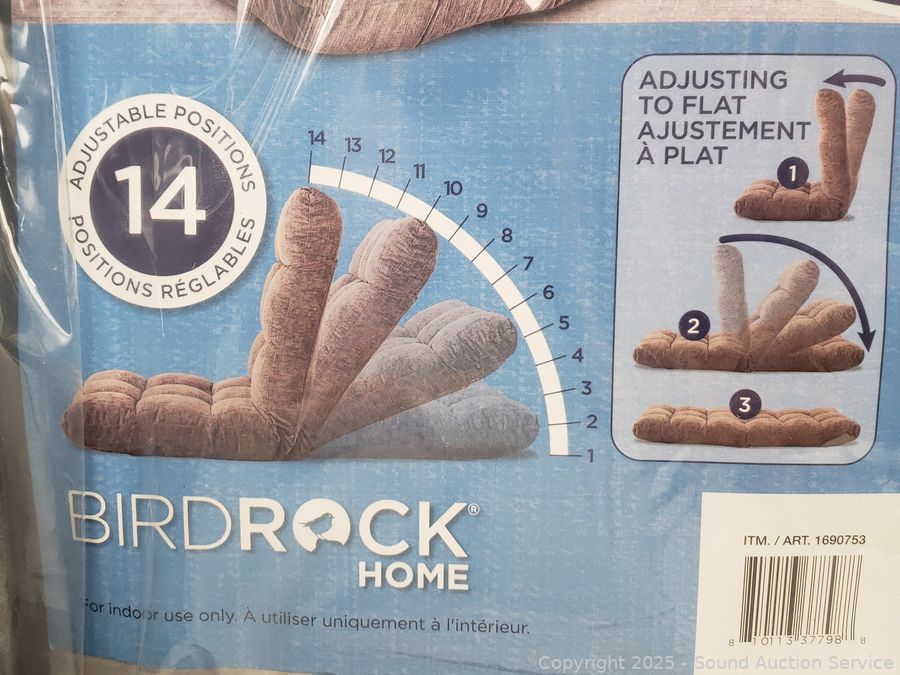 ADJUSTABLE POSITIONS
14
POSITIONS RÉGLABLES
14
13
12
11
10
9
8
7
6
5
4
3
2
1
ADJUSTING
TO FLAT
AJUSTEMENT
À PLAT
1
2
3
BIRDROCK®
HOME
For indoor use only. À utiliser uniquement à l'intérieur.
ITM. / ART. 1690753
8 10113 37798 8
Copyright 2025 - Sound Auction Service